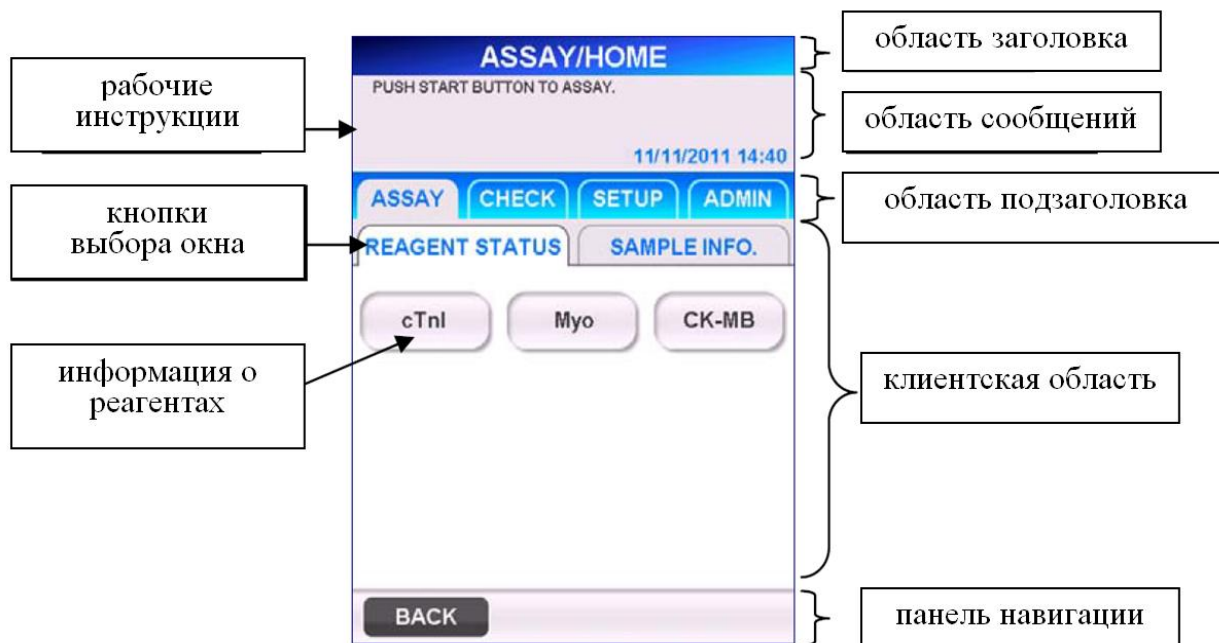 область заголовка
ASSAY/HOME
рабочие
инструкции
PUSH START BUTTON TO ASSAY.
область сообщений
11/11/2011 14:40
кнопки
выбора окна
ASSAY CHECK SETUP ADMIN
область подзаголовка
REAGENT STATUS SAMPLE INFO.
cTnI Myo CK-MB
информация о
реагентах
клиентская область
BACK
панель навигации